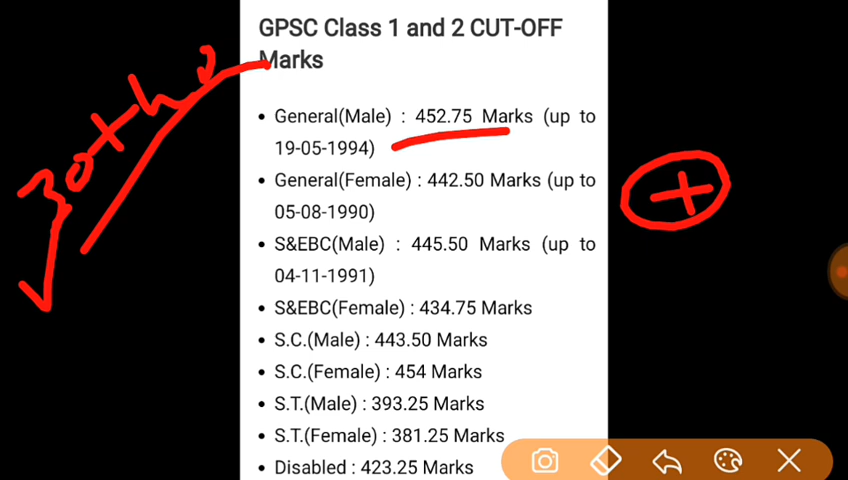 GPSC Class 1 and 2 CUT-OFF
Marks
• General(Male) : 452.75 Marks (up to
19-05-1994)
• General(Female) : 442.50 Marks (up to
05-08-1990)
• S&EBC(Male) : 445.50 Marks (up to
04-11-1991)
• S&EBC(Female) : 434.75 Marks
• S.C.(Male) : 443.50 Marks
• S.C.(Female) : 454 Marks
• S.T.(Male) : 393.25 Marks
• S.T.(Female) : 381.25 Marks
• Disabled : 423.25 Marks